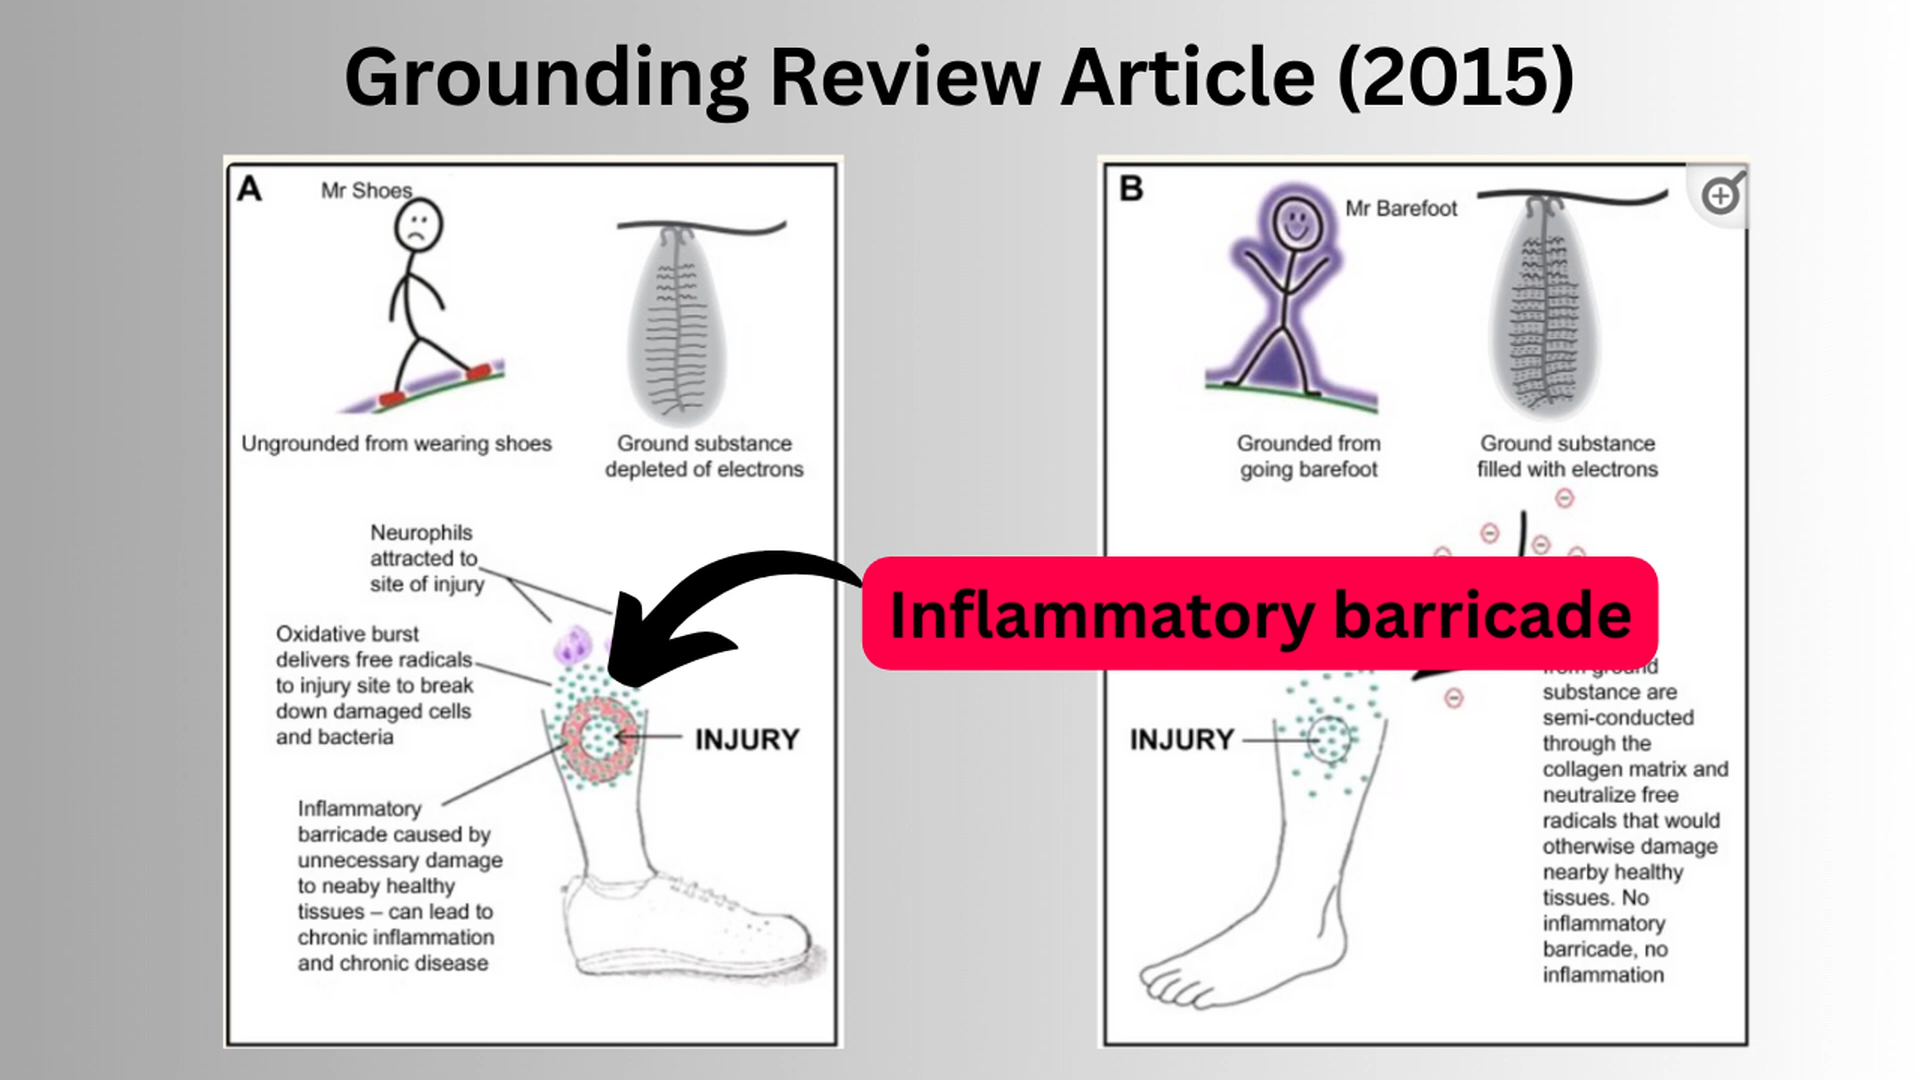 Grounding Review Article (2015)
A
Mr Shoes
Ungrounded from wearing shoes
Ground substance
depleted of electrons
Neurophils
attracted to
site of injury
Oxidative burst
delivers free radicals
to injury site to break
down damaged cells
and bacteria
INJURY
Inflammatory
barricade caused by
unnecessary damage
to neaby healthy
tissues – can lead to
chronic inflammation
and chronic disease
Inflammatory barricade
B
Mr Barefoot
Grounded from
going barefoot
Ground substance
filled with electrons
INJURY
from ground
substance are
semi-conducted
through the
collagen matrix and
neutralize free
radicals that would
otherwise damage
nearby healthy
tissues. No
inflammatory
barricade, no
inflammation